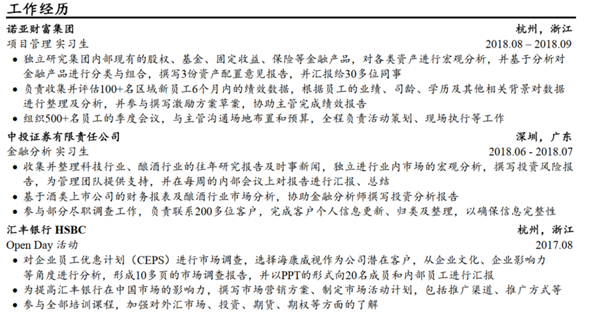 工作经历
诺亚财富集团 杭州，浙江
项目管理 实习生 2018.08 – 2018.09
• 独立研究集团内部现有的股权、基金、固定收益、保险等金融产品，对各类资产进行宏观分析，并基于分析对
金融产品进行分类与组合，撰写3份资产配置意见报告，并汇报给30多位同事
• 负责收集并评估100+名区域新员工6个月内的绩效数据，根据员工的业绩、司龄、学历及其他相关背景对数据
进行整理及分析，并参与撰写激励方案草案，协助主管完成绩效报告
• 组织500+名员工的季度会议，与主管沟通场地布置和预算，全程负责活动策划、现场执行等工作
中投证券有限责任公司 深圳，广东
金融分析 实习生 2018.06 - 2018.07
• 收集并整理科技行业、酿酒行业的往年研究报告及时事新闻，独立进行业内市场的宏观分析，撰写投资风险报
告，为管理团队提供支持，并在每周的内部会议上对报告进行汇报、总结
• 基于酒类上市公司的财务报表及酿酒行业市场分析，协助金融分析师撰写投资分析报告
• 参与部分尽职调查工作，负责联系200多位客户，完成客户个人信息更新、归类及整理，以确保信息完整性
汇丰银行 HSBC 杭州，浙江
Open Day 活动 2017.08
• 对企业员工优惠计划（CEPS）进行市场调查，选择海康威视作为公司潜在客户，从企业文化、企业影响力
等角度进行分析，形成10多页的市场调查报告，并以PPT的形式向20名成员和内部员工进行汇报
• 为提高汇丰银行在中国市场的影响力，撰写市场营销方案、制定市场活动计划，包括推广渠道、推广方式等
• 参与全部培训课程，加强对外汇市场、投资、期货、期权等方面的了解